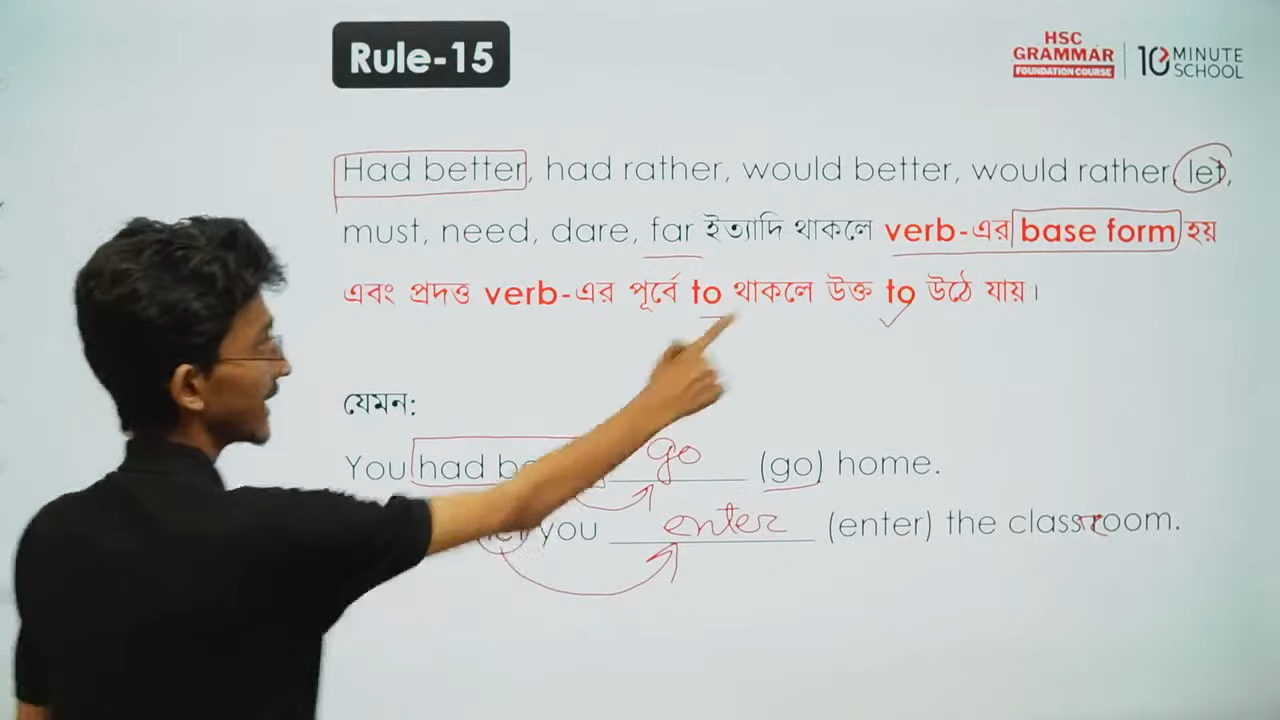 Rule-15
HSC
GRAMMAR
FOUNDATION COURSE
10 MINUTE
SCHOOL
Had better, had rather, would better, would rather, let,
must, need, dare, far ইত্যাদি থাকলে verb-এর base form হয়
এবং প্রদত্ত verb-এর পূর্বে to থাকলে উক্ত to উঠে যায়।
যেমন:
You had go (go) home.
you enter (enter) the classroom.